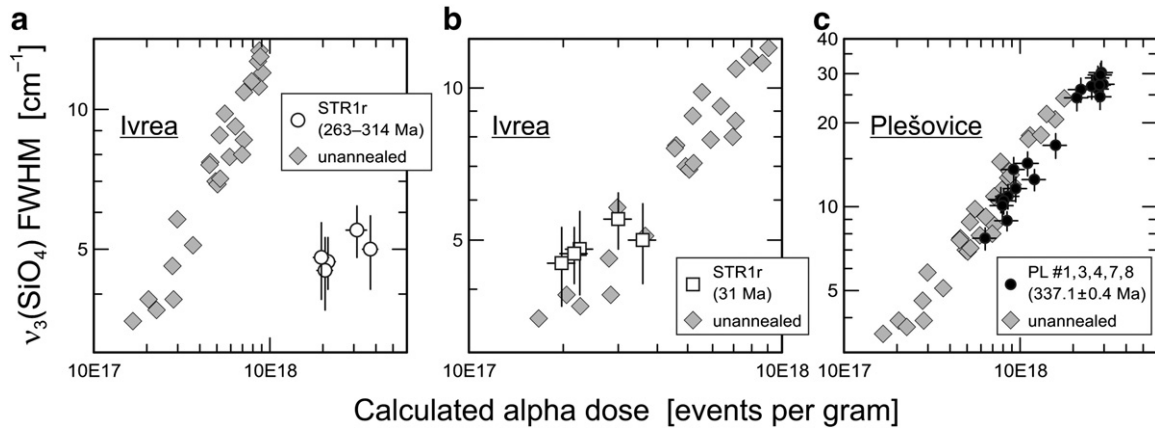 a
b
c
ν3(SiO4) FWHM [cm−1]
10
5
Ivrea
STR1r
(263–314 Ma)
unannealed
10E17
10E18
10
5
Ivrea
STR1r
(31 Ma)
unannealed
10E17
10E18
40
30
20
10
5
Plešovice
PL #1,3,4,7,8
(337.1±0.4 Ma)
unannealed
10E17
10E18
Calculated alpha dose [events per gram]